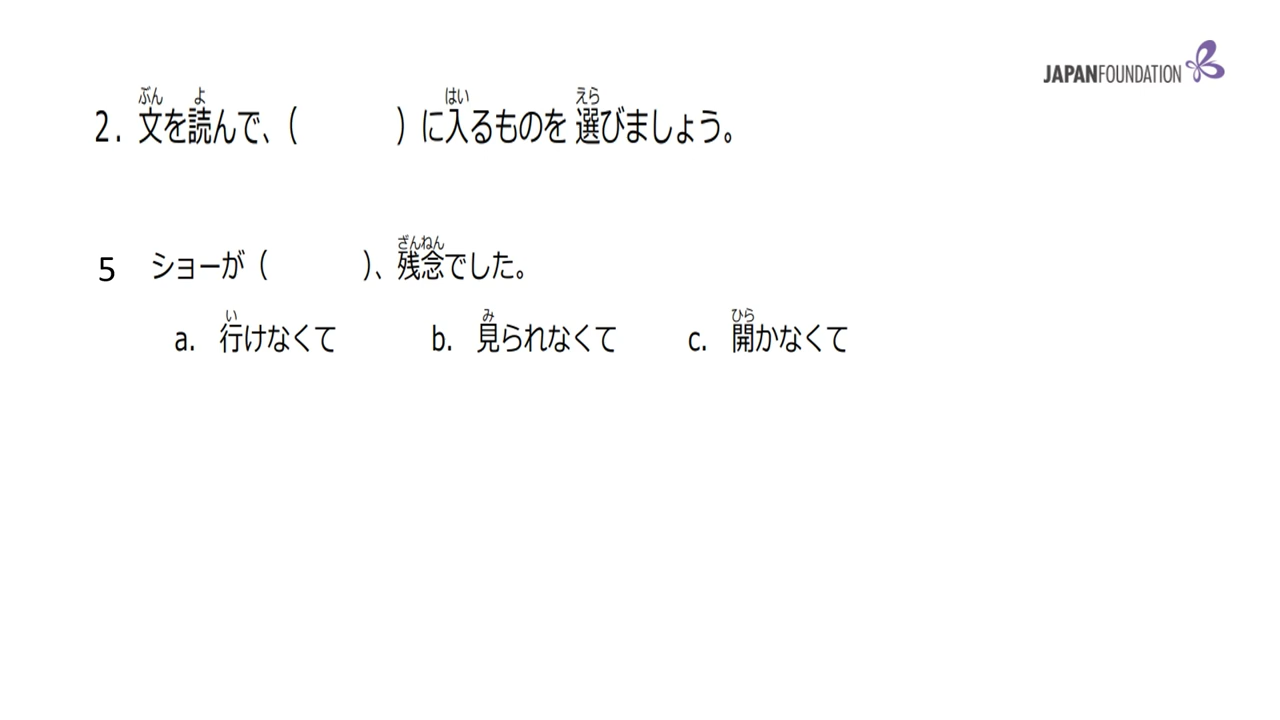 JAPANFOUNDATION
ぶん よ はい えら
2. 文を読んで、( )に入るものを 選びましょう。
ざんねん
5 ショーが( )、残念でした。
い み ひら
a. 行けなくて b. 見られなくて c. 開かなくて